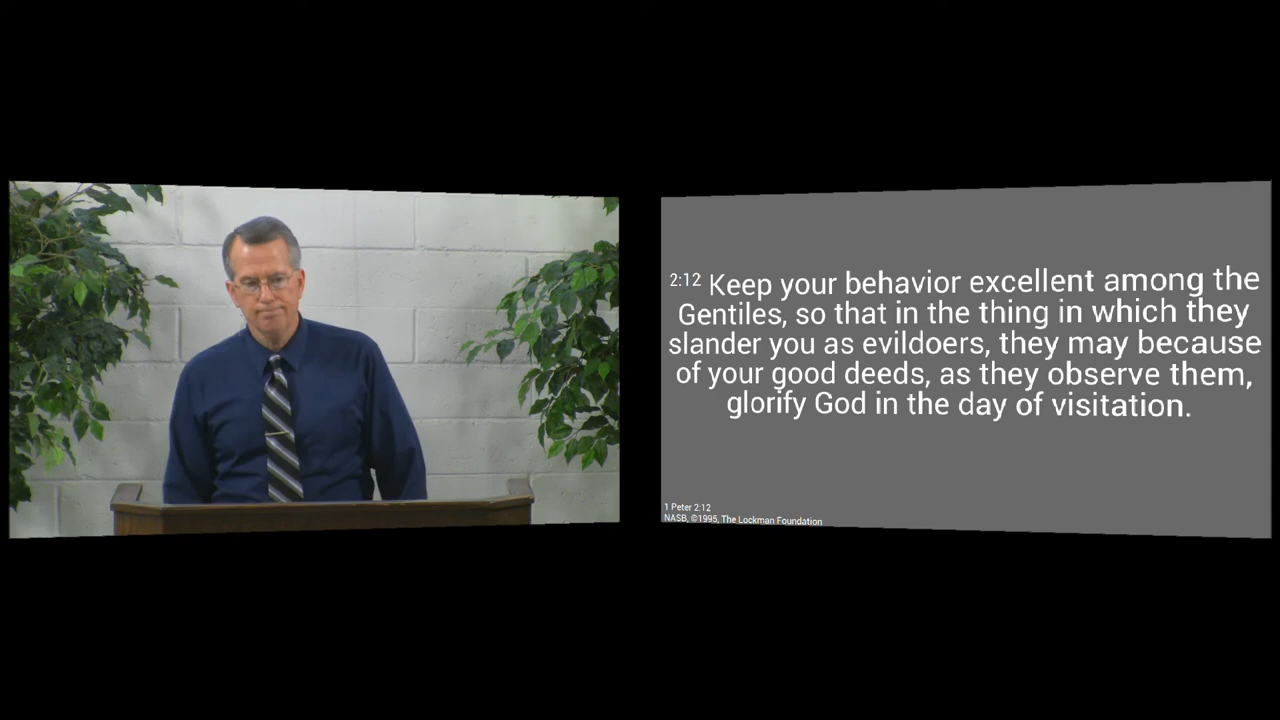 2:12 Keep your behavior excellent among the
Gentiles, so that in the thing in which they
slander you as evildoers, they may because
of your good deeds, as they observe them,
glorify God in the day of visitation.
1 Peter 2:12
NASB, ©1995, The Lockman Foundation